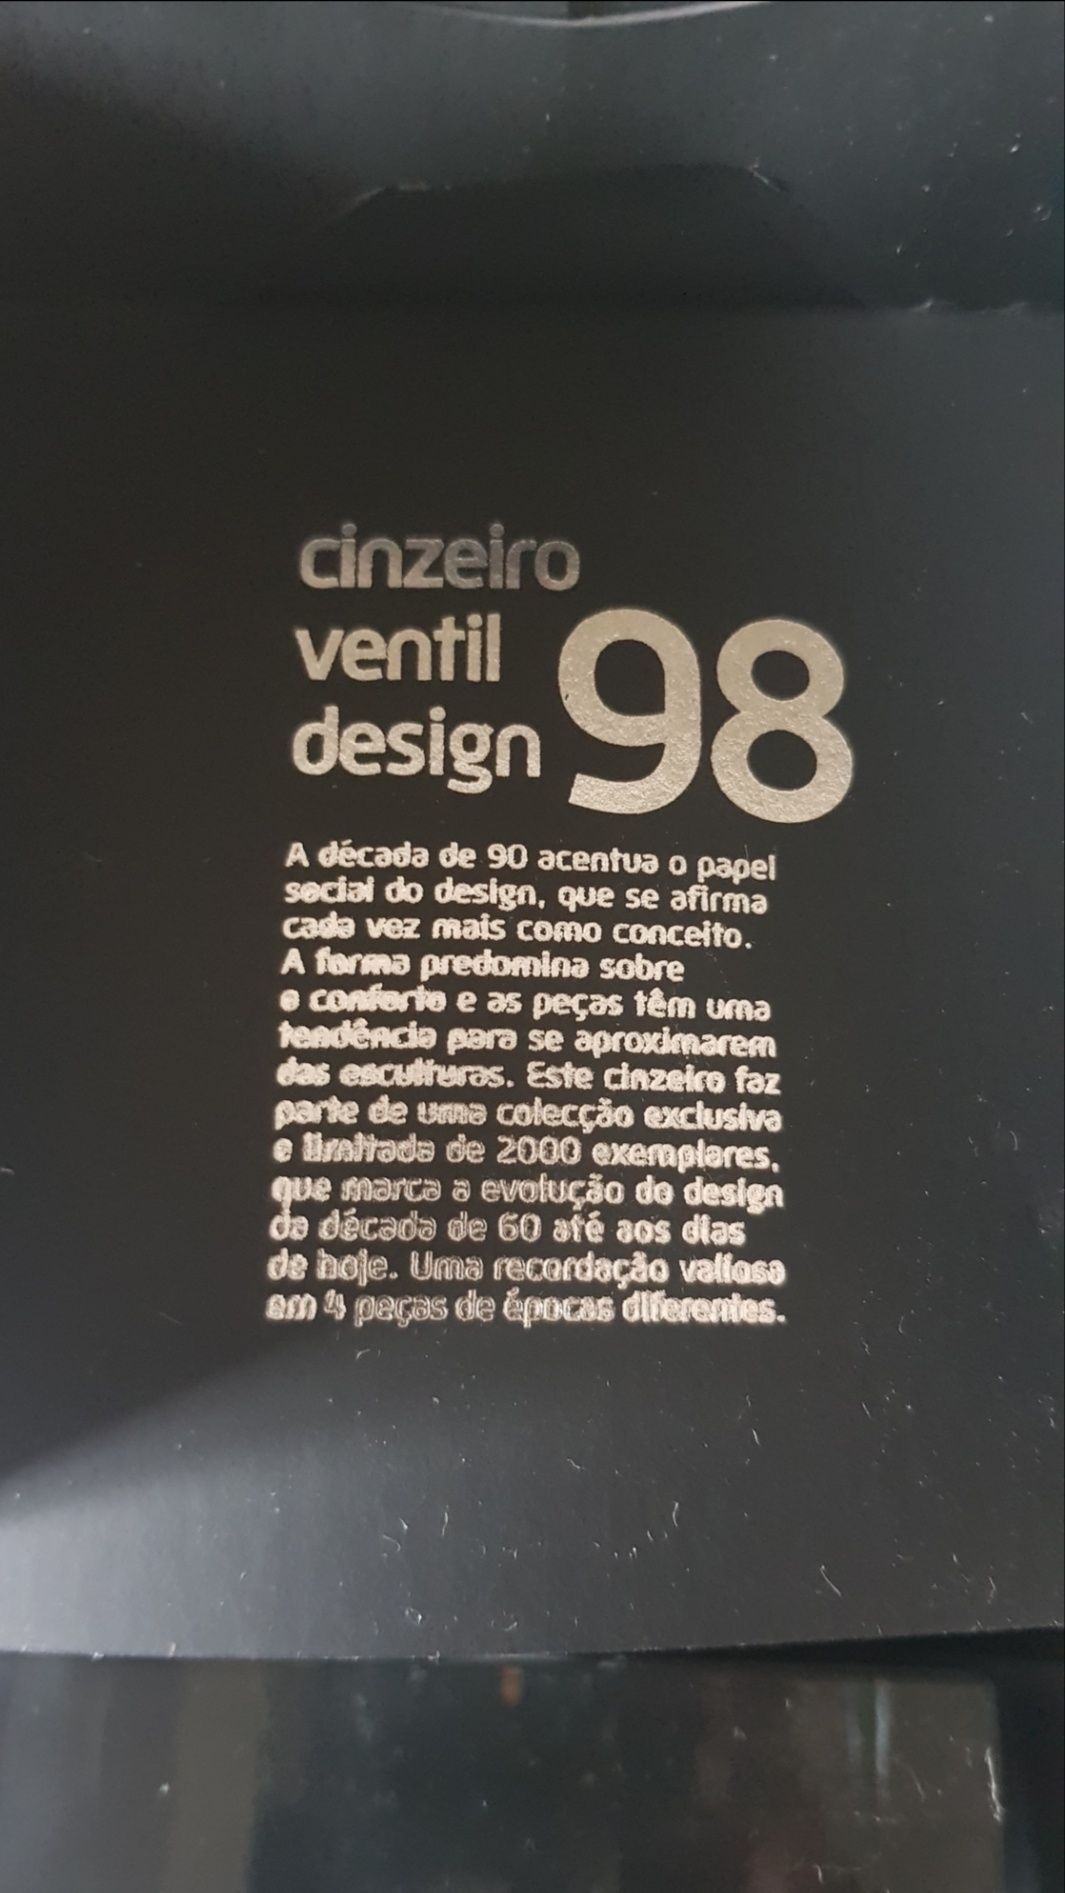 cinzeiro
ventil
design 98
A década de 90 acentua o papel
social do design, que se afirma
cada vez mais como conceito.
A forma predomina sobre
o conforto e as peças têm uma
tendência para se aproximarem
das esculturas. Este cinzeiro faz
parte de uma colecção exclusiva
e limitada de 2000 exemplares,
que marca a evolução do design
da década de 60 até aos dias
de hoje. Uma recordação valiosa
em 4 peças de épocas diferentes.